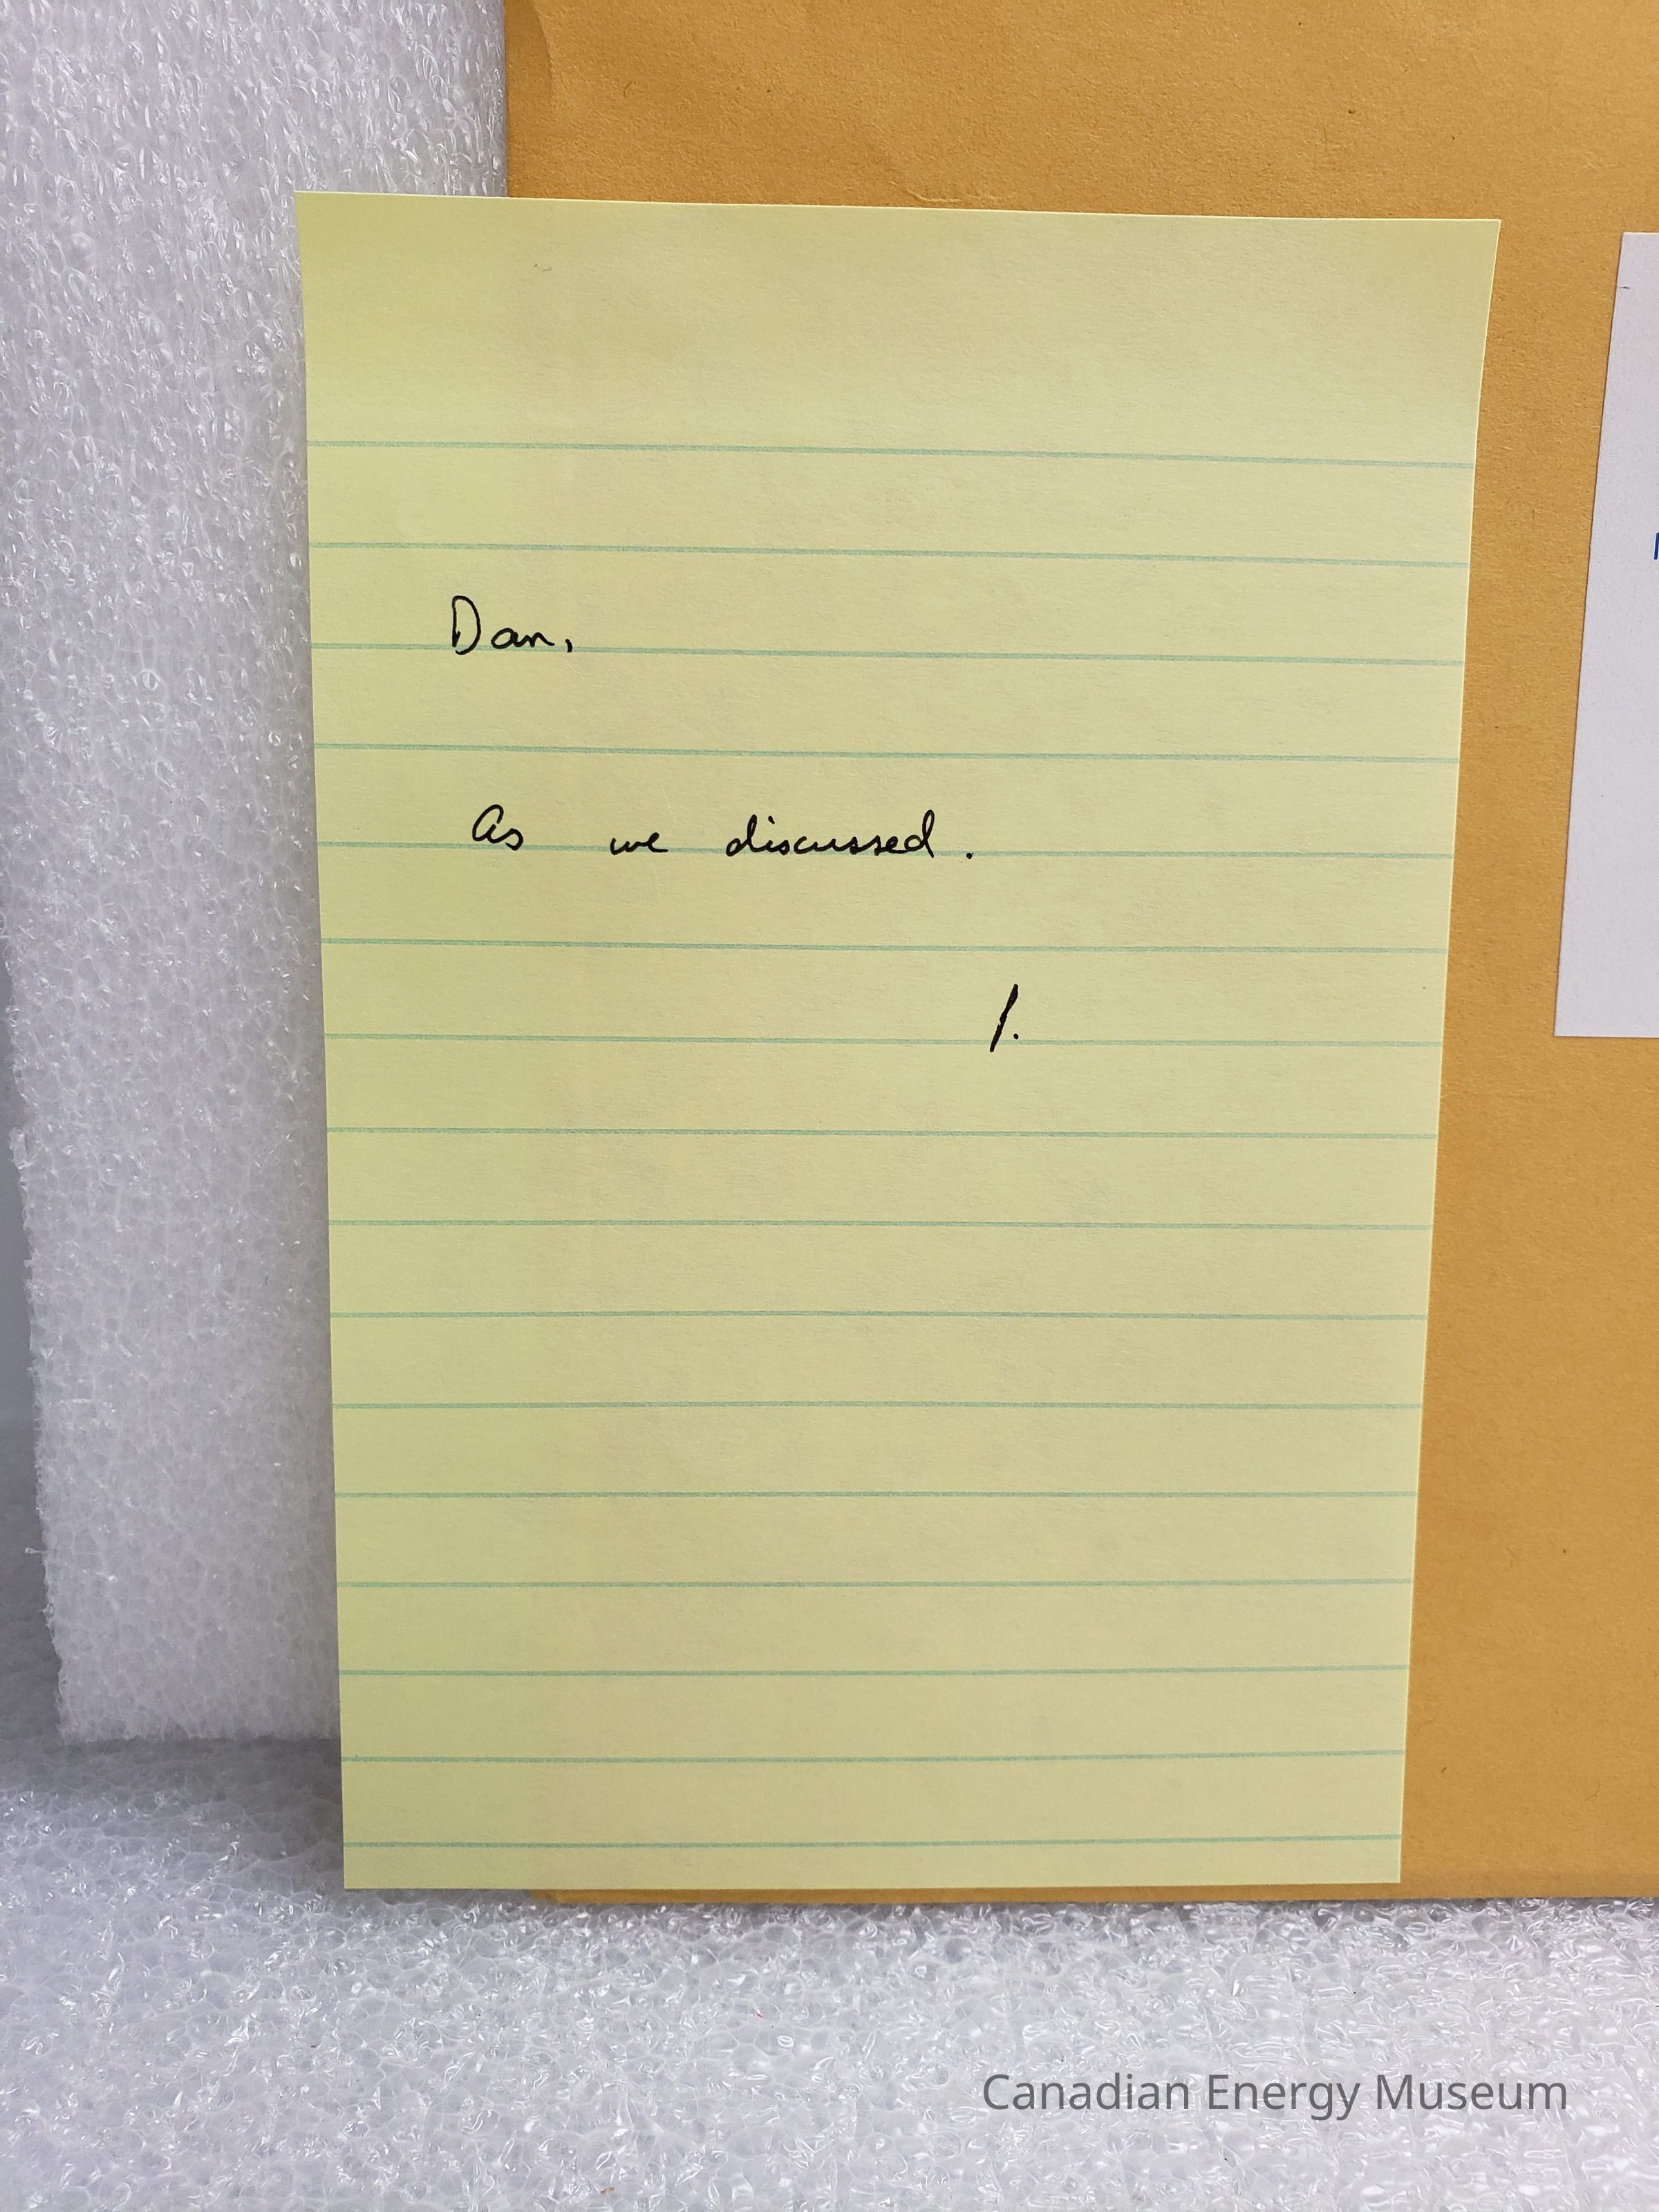 Dan,
As we discussed.
/.
Canadian Energy Museum